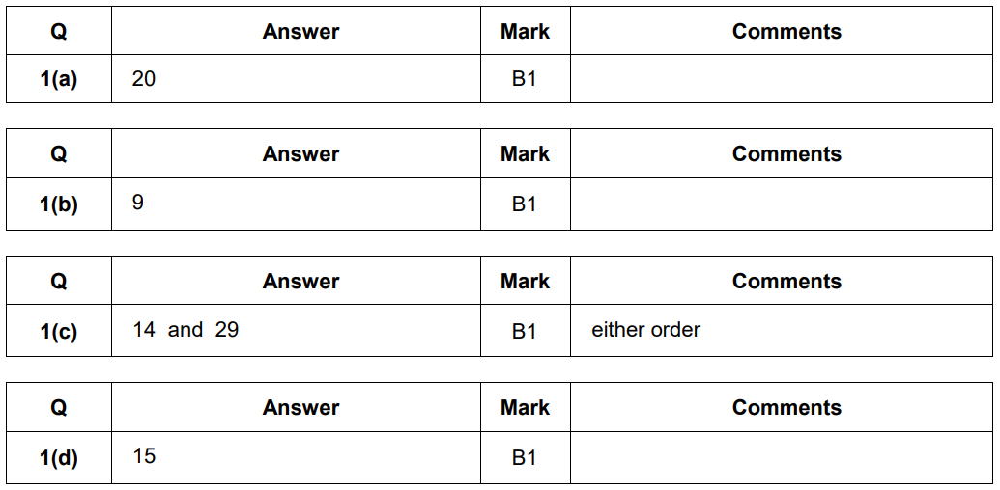 Q Answer Mark Comments
1(a) 20 B1
Q Answer Mark Comments
1(b) 9 B1
Q Answer Mark Comments
1(c) 14 and 29 B1 either order
Q Answer Mark Comments
1(d) 15 B1